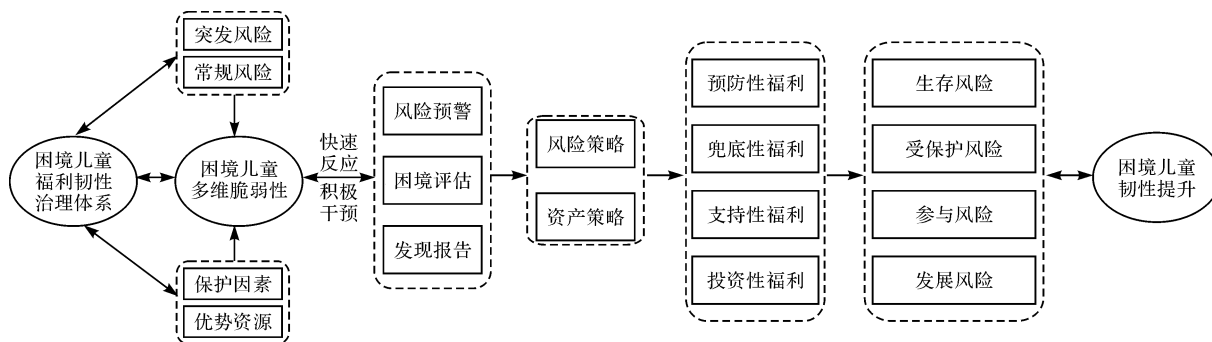 突发风险
常规风险
困境儿童
福利韧性
治理体系
困境儿童
多维脆弱性
保护因素
优势资源
快速
反应
积极
干预
风险预警
困境评估
发现报告
风险策略
资产策略
预防性福利
兜底性福利
支持性福利
投资性福利
生存风险
受保护风险
参与风险
发展风险
困境儿童
韧性提升